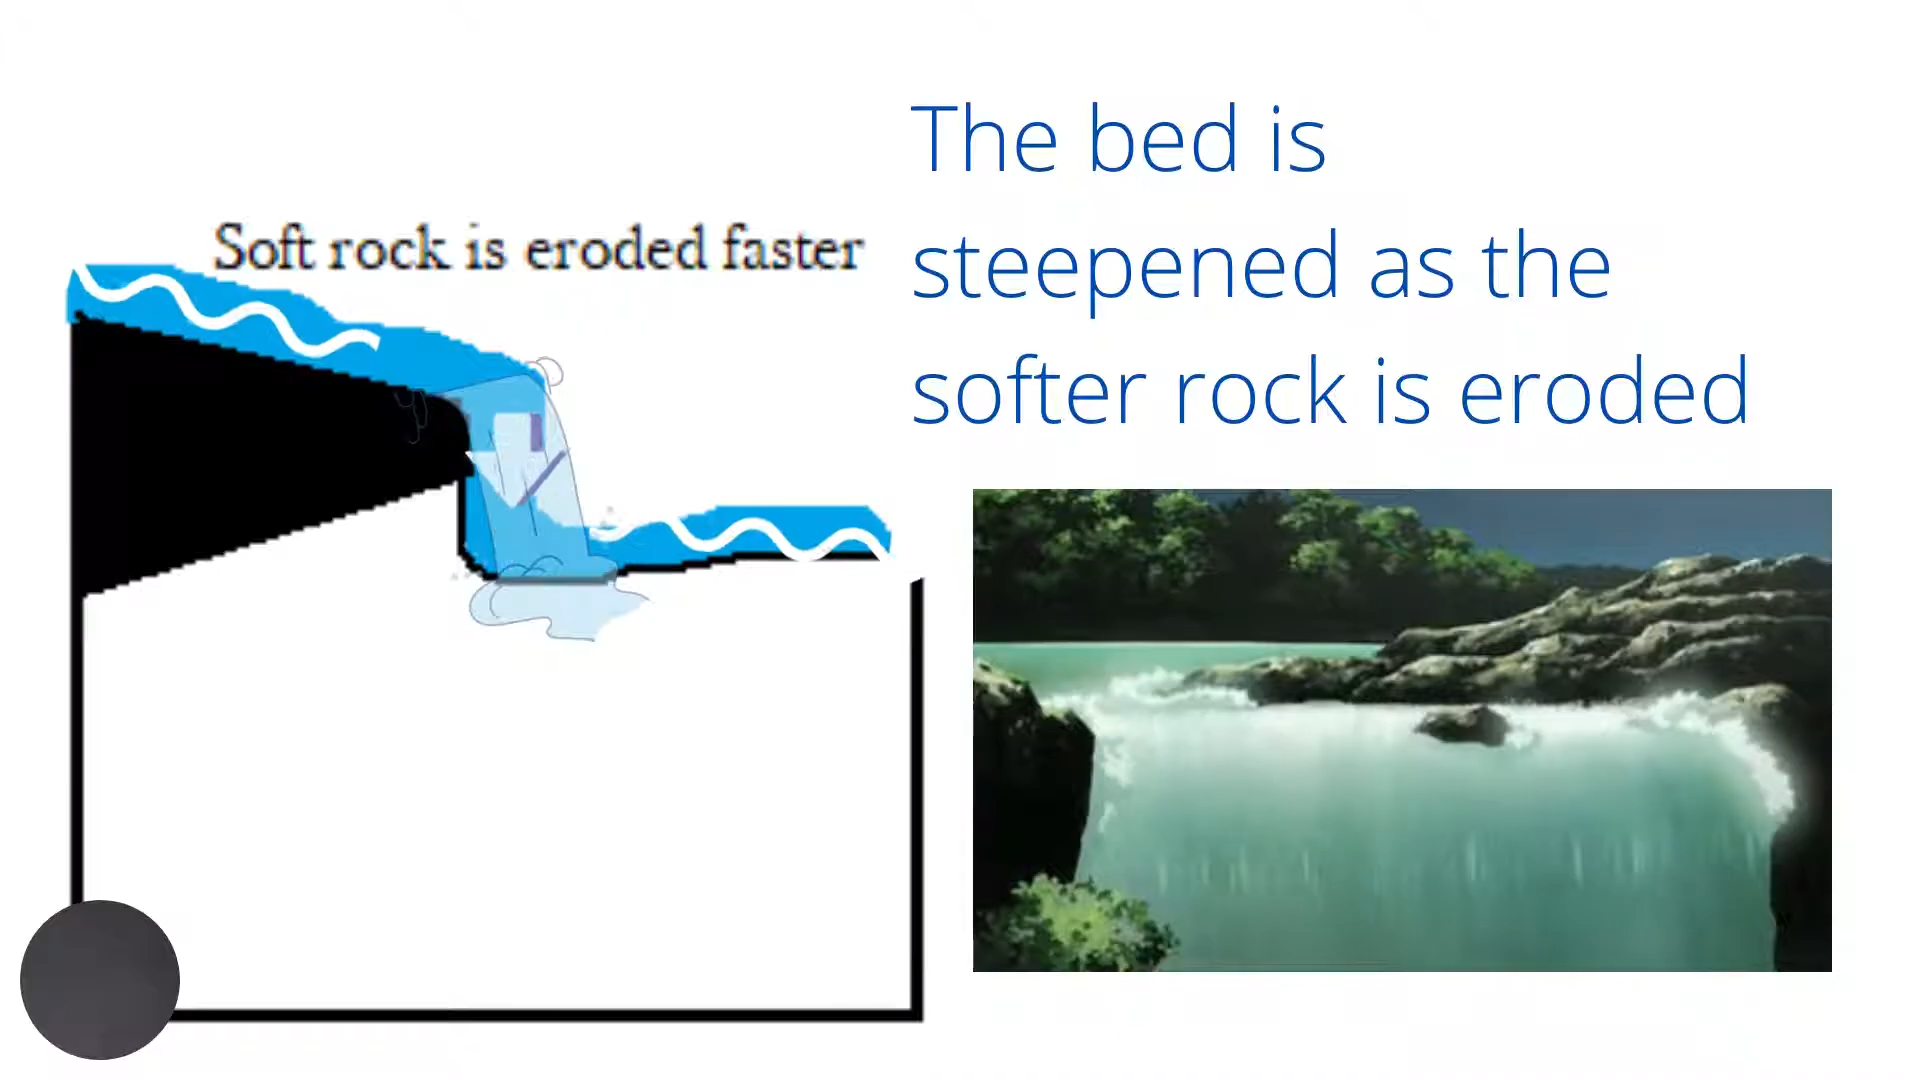 Soft rock is eroded faster
The bed is
steepened as the
softer rock is eroded